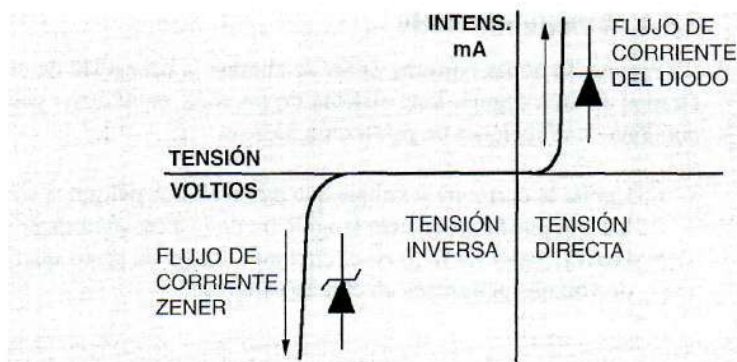 INTENS.
mA
FLUJO DE
CORRIENTE
DEL DIODO
TENSIÓN
VOLTIOS
TENSIÓN
INVERSA
TENSIÓN
DIRECTA
FLUJO DE
CORRIENTE
ZENER